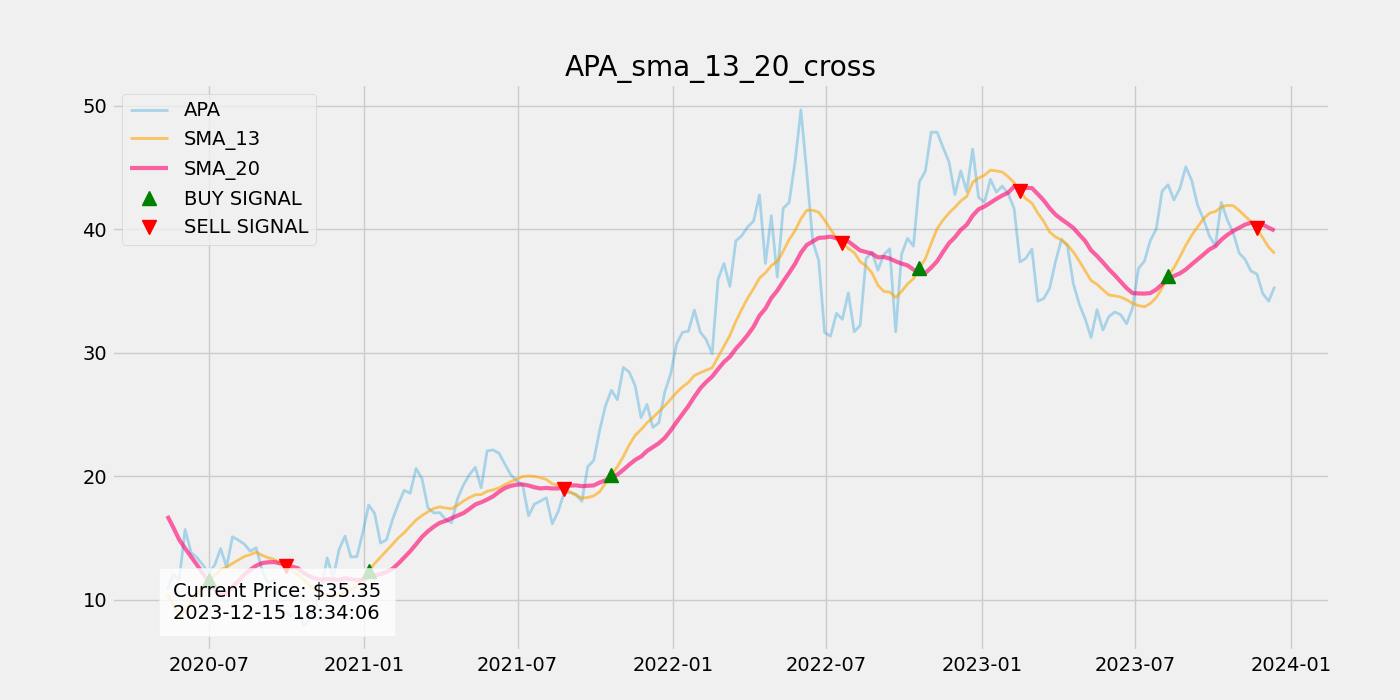 APA_sma_13_20_cross
50
40
30
20
10
APA
SMA_13
SMA_20
BUY SIGNAL
SELL SIGNAL
Current Price: $35.35
2023-12-15 18:34:06
2020-07
2021-01
2021-07
2022-01
2022-07
2023-01
2023-07
2024-01